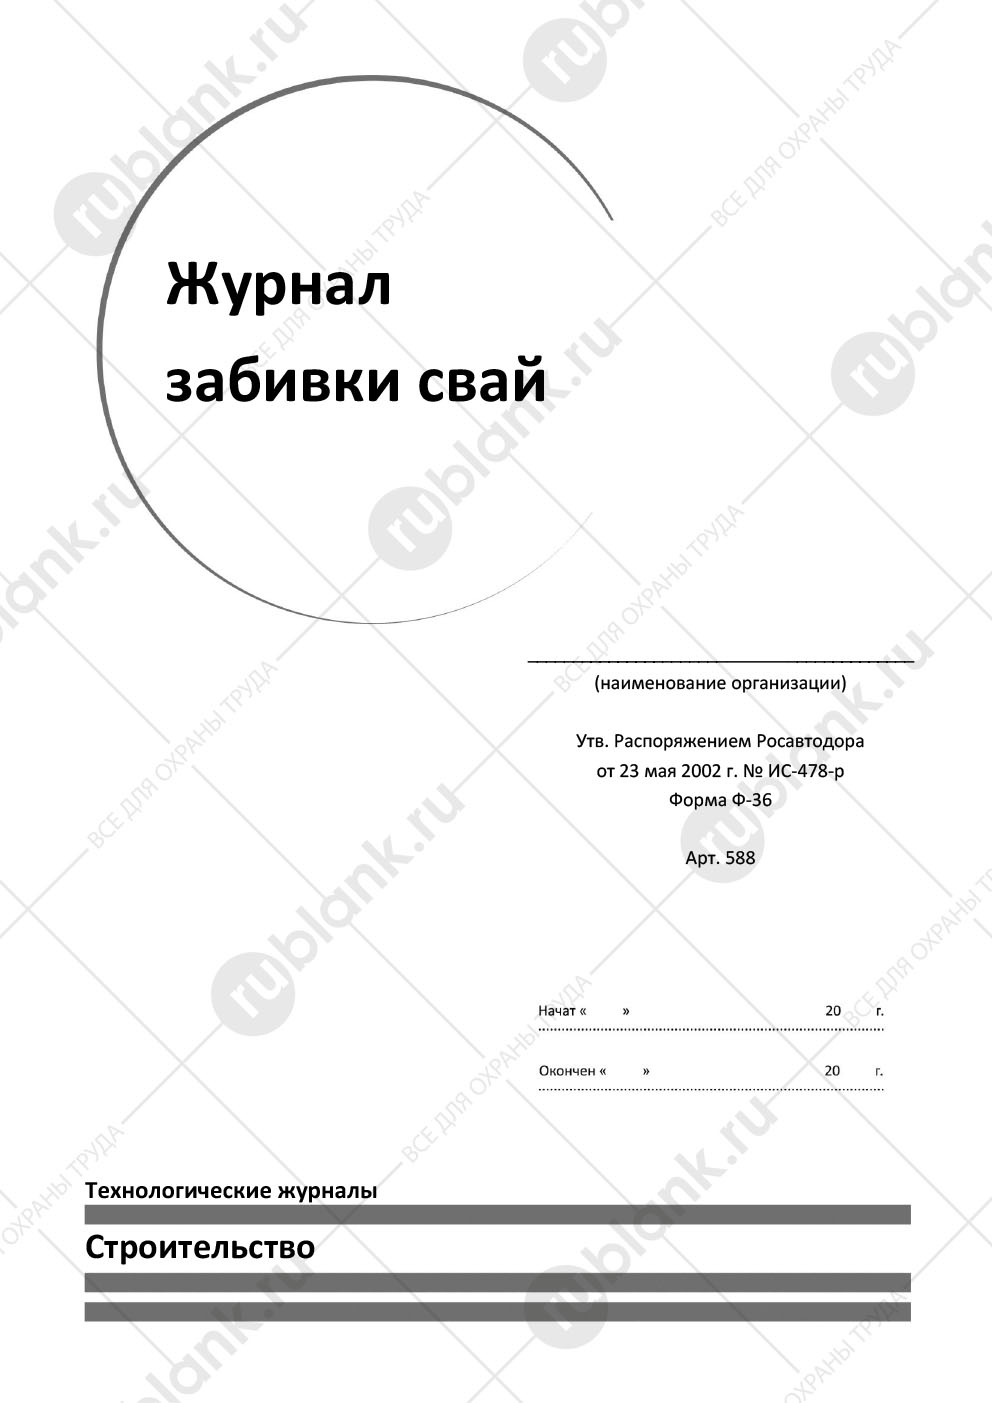 Журнал
забивки свай
(наименование организации)
Утв. Распоряжением Росавтодора
от 23 мая 2002 г. № ИС-478-р
Форма Ф-36
Арт. 588
Начат « » 20 г.
Окончен « » 20 г.
Технологические журналы
Строительство
rublank.ru
ВСЕ ДЛЯ ОХРАНЫ ТРУДА